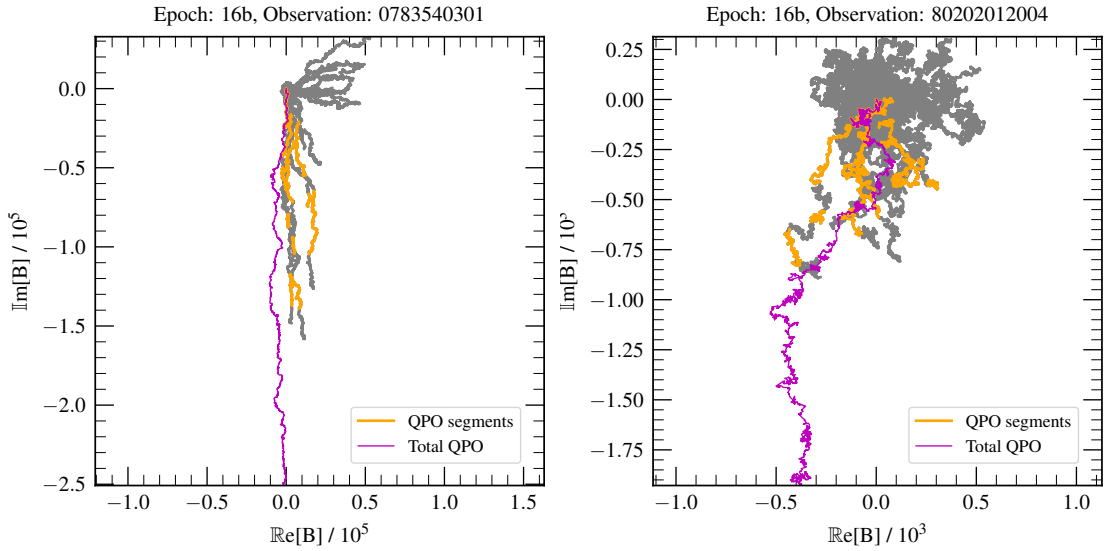 Epoch: 16b, Observation: 0783540301
0.0
−0.5
−1.0
−1.5
−2.0
−2.5
𝕀m[B] / 10⁵
−1.0 −0.5 0.0 0.5 1.0 1.5
ℝe[B] / 10⁵
QPO segments
Total QPO
Epoch: 16b, Observation: 80202012004
0.25
0.00
−0.25
−0.50
−0.75
−1.00
−1.25
−1.50
−1.75
𝕀m[B] / 10³
−0.5 0.0 0.5 1.0
−1.0
ℝe[B] / 10³
QPO segments
Total QPO